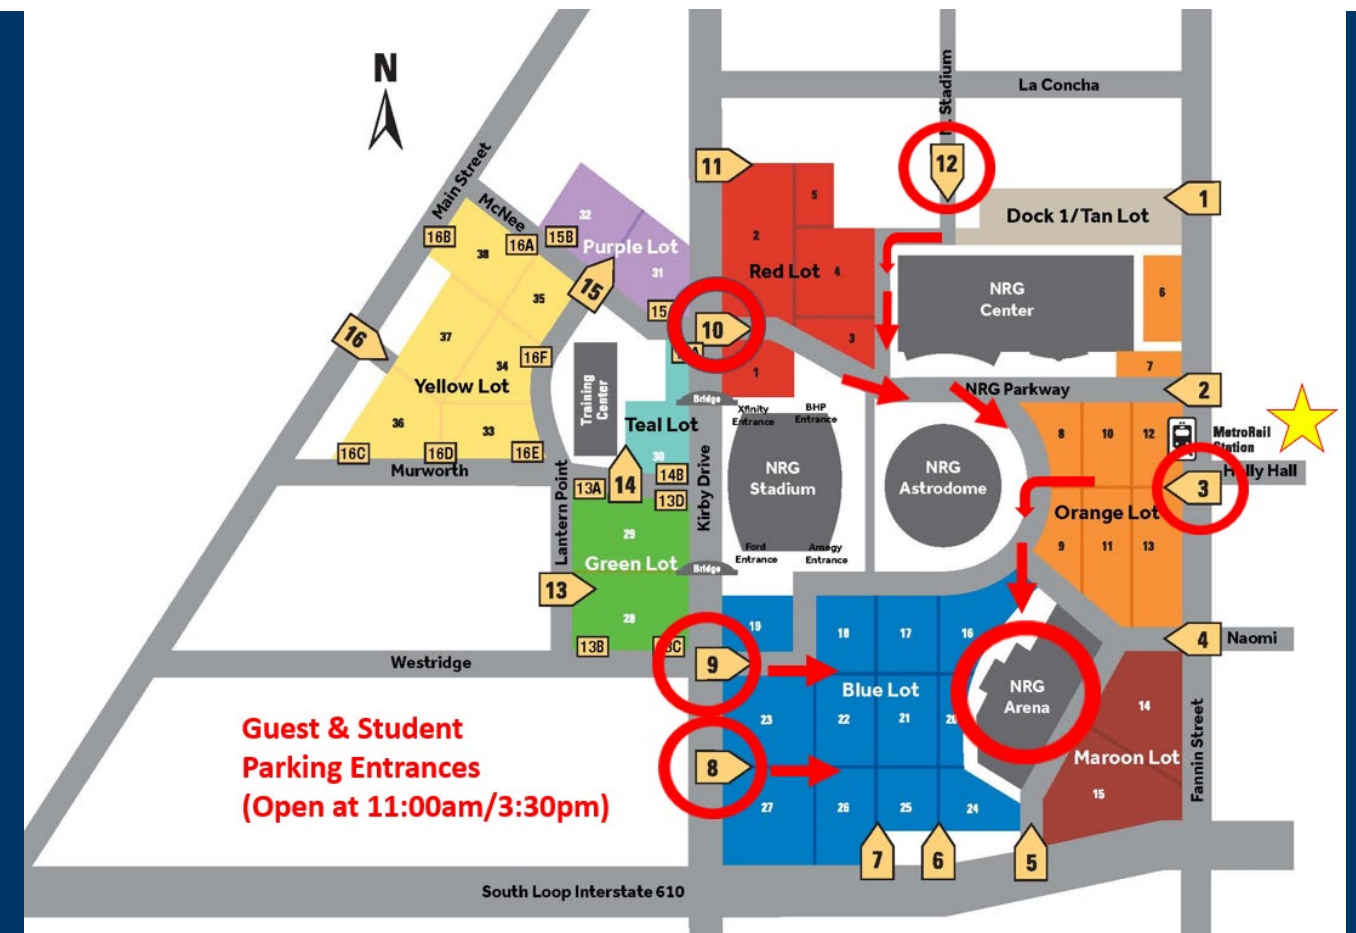 N
La Concha
Stadium
Main Street
McNee
11
12
1
Dock 1/Tan Lot
5
2
Red Lot
4
3
1
32
Purple Lot
31
16B
16A
15B
38
15
35
15
10
NRG
Center
6
7
16
37
34
16F
Yellow Lot
36
33
16C
16D
16E
Murworth
Training
Center
Teal Lot
30
14
14B
13A
13D
Bridge
Xfinity
Entrance
BHP
Entrance
NRG Parkway
2
8
10
12
MetroRail
Station
Holly Hall
3
NRG
Stadium
NRG
Astrodome
Orange Lot
9
11
13
Kirby Drive
Lantern Point
29
Green Lot
28
13
13B
Ford
Entrance
Amegy
Entrance
Bridge
19
18
17
16
9
4
Naomi
Westridge
Blue Lot
23
22
21
20
NRG
Arena
14
Maroon Lot
15
Fannin Street
Guest & Student
Parking Entrances
(Open at 11:00am/3:30pm)
8
27
26
25
24
7
6
5
South Loop Interstate 610